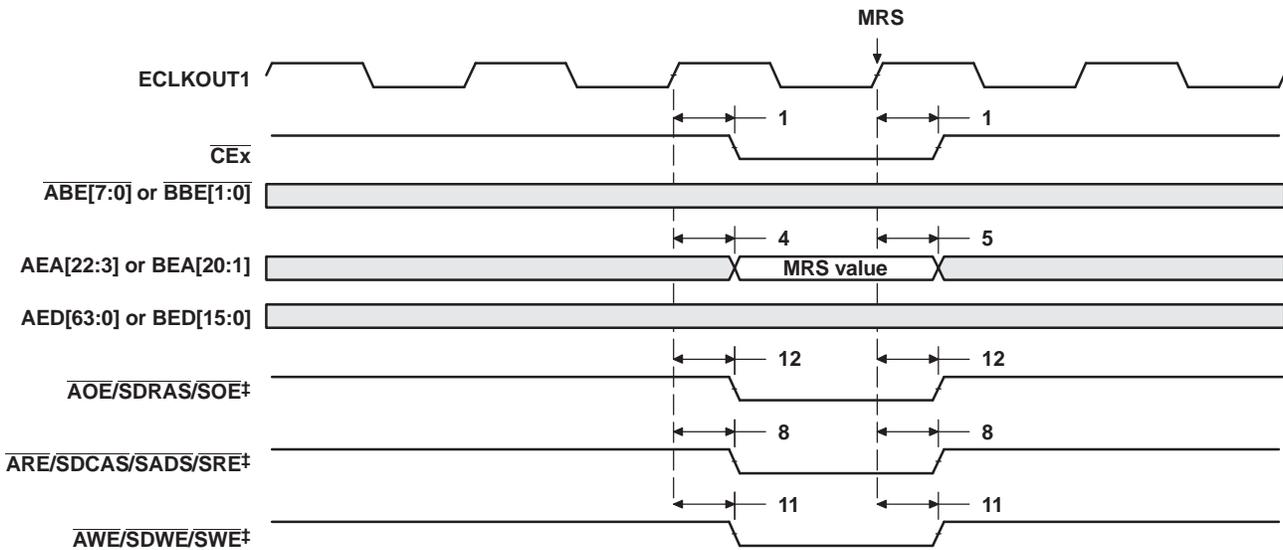 MRS
ECLKOUT1
1 1
CEx
ABE[7:0] or BBE[1:0]
4 5
AEA[22:3] or BEA[20:1] MRS value
AED[63:0] or BED[15:0]
12 12
AOE/SDRAS/SOE‡
8 8
ARE/SDCAS/SADS/SRE‡
11 11
AWE/SDWE/SWE‡